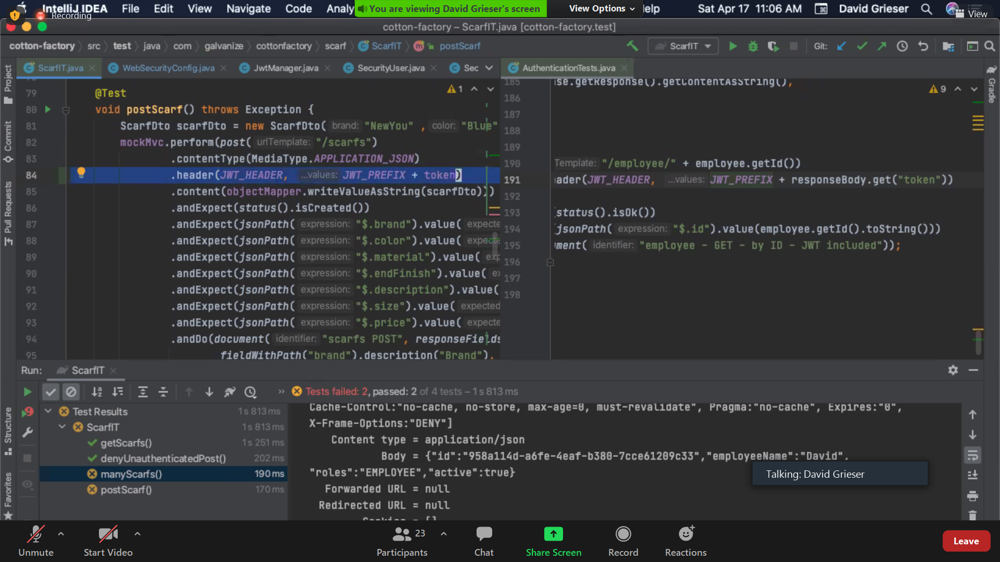 IntelliJ IDEA File Edit View Navigate Code Analy
You are viewing David Grieser's screen
View Options
elp
Sat Apr 17 11:06 AM
David Grieser
Recording
View
cotton-factory – ScarfIT.java [cotton-factory.test]
cotton-factory src test java com galvanize cottonfactory scarf ScarfIT postScarf
ScarfIT
Git:
ScarfIT.java WebSecurityConfig.java JwtManager.java SecurityUser.java Sec AuthenticationTests.java
Project
Commit
Pull Requests
Structure
Favorites
Gradle
1
79 @Test
80 void postScarf() throws Exception {
81 ScarfDto scarfDto = new ScarfDto( brand: "NewYou" , color: "Blue"
82 mockMvc.perform(post( urlTemplate: "/scarfs")
83 .contentType(MediaType.APPLICATION_JSON)
84 .header(JWT_HEADER, ...values: JWT_PREFIX + token)
85 .content(objectMapper.writeValueAsString(scarfDto)))
86 .andExpect(status().isCreated())
87 .andExpect(jsonPath( expression: "$.brand").value( expecte
88 .andExpect(jsonPath( expression: "$.color").value( expecte
89 .andExpect(jsonPath( expression: "$.material").value( exp
90 .andExpect(jsonPath( expression: "$.endFinish").value( ex
91 .andExpect(jsonPath( expression: "$.description").value(
92 .andExpect(jsonPath( expression: "$.size").value( expected
93 .andExpect(jsonPath( expression: "$.price").value( expecte
94 .andDo(document( identifier: "scarfs POST", responseFields
95 fieldWithPath("brand").description("Brand"),
9
185 se.getResponse().getContentAsString(),
186
187
188
189
190 Template: "/employee/" + employee.getId())
191 ader(JWT_HEADER, ...values: JWT_PREFIX + responseBody.get("token"))
192
193 (status().isOk())
194 (jsonPath( expression: "$.id").value(employee.getId().toString()))
195 ment( identifier: "employee - GET - by ID - JWT included"));
196
197
198
Run: ScarfIT
Tests failed: 2, passed: 2 of 4 tests – 1 s 813 ms
Test Results 1 s 813 ms
ScarfIT 1 s 813 ms
getScarfs() 1 s 251 ms
denyUnauthenticatedPost() 202 ms
manyScarfs() 190 ms
postScarf() 170 ms
Cache-Control:"no-cache, no-store, max-age=0, must-revalidate", Pragma:"no-cache", Expires:"0",
X-Frame-Options:"DENY"]
Content type = application/json
Body = {"id":"958a114d-a6fe-4eaf-b380-7cce61209c33","employeeName":"David",
"roles":"EMPLOYEE","active":true}
Forwarded URL = null
Redirected URL = null
Cookies = []
Talking: David Grieser
Unmute
Start Video
23
Participants
Chat
Share Screen
Record
Reactions
Leave